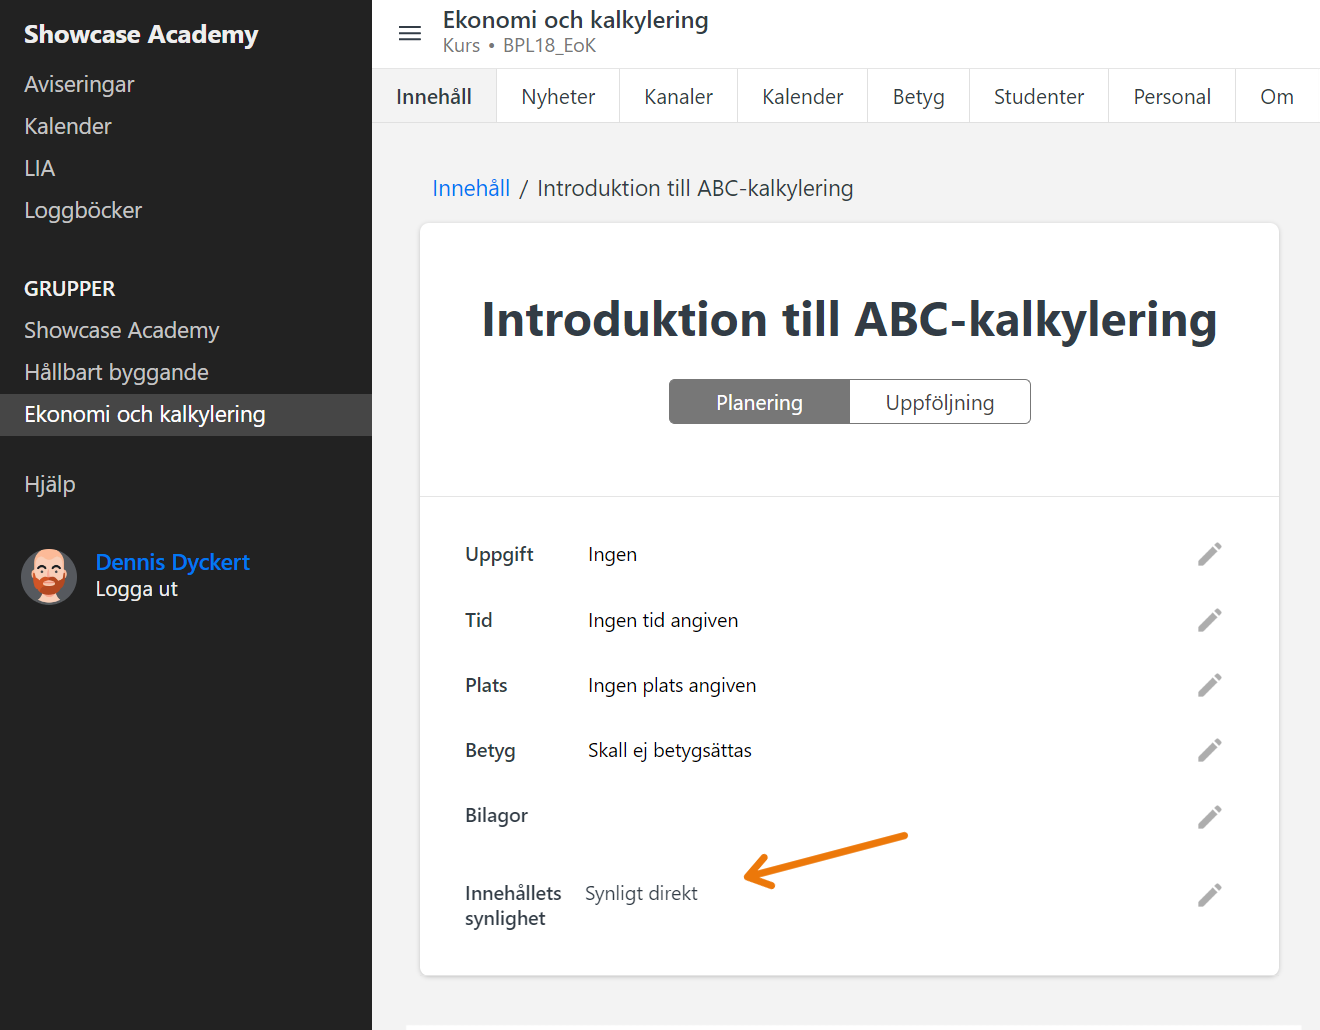 Showcase Academy
Aviseringar
Kalender
LIA
Loggböcker
GRUPPER
Showcase Academy
Hållbart byggande
Ekonomi och kalkylering
Hjälp
Dennis Dyckert
Logga ut
Ekonomi och kalkylering
Kurs • BPL18_EoK
Innehåll Nyheter Kanaler Kalender Betyg Studenter Personal Om
Innehåll / Introduktion till ABC-kalkylering
Introduktion till ABC-kalkylering
Planering Uppföljning
Uppgift Ingen
Tid Ingen tid angiven
Plats Ingen plats angiven
Betyg Skall ej betygsättas
Bilagor
Innehållets Synligt direkt
synlighet